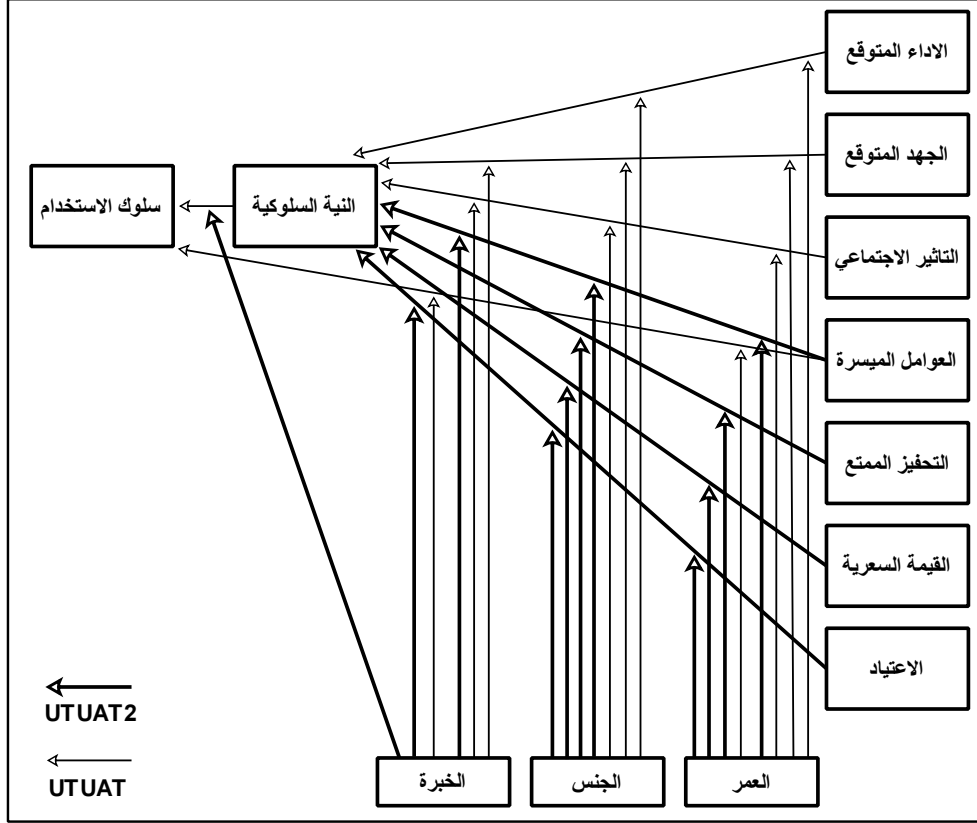 الاداء المتوقع
الجهد المتوقع
التاثير الاجتماعي
العوامل الميسرة
التحفيز الممتع
القيمة السعرية
الاعتياد
النية السلوكية
سلوك الاستخدام
العمر
الجنس
الخبرة
UTUAT2
UTUAT